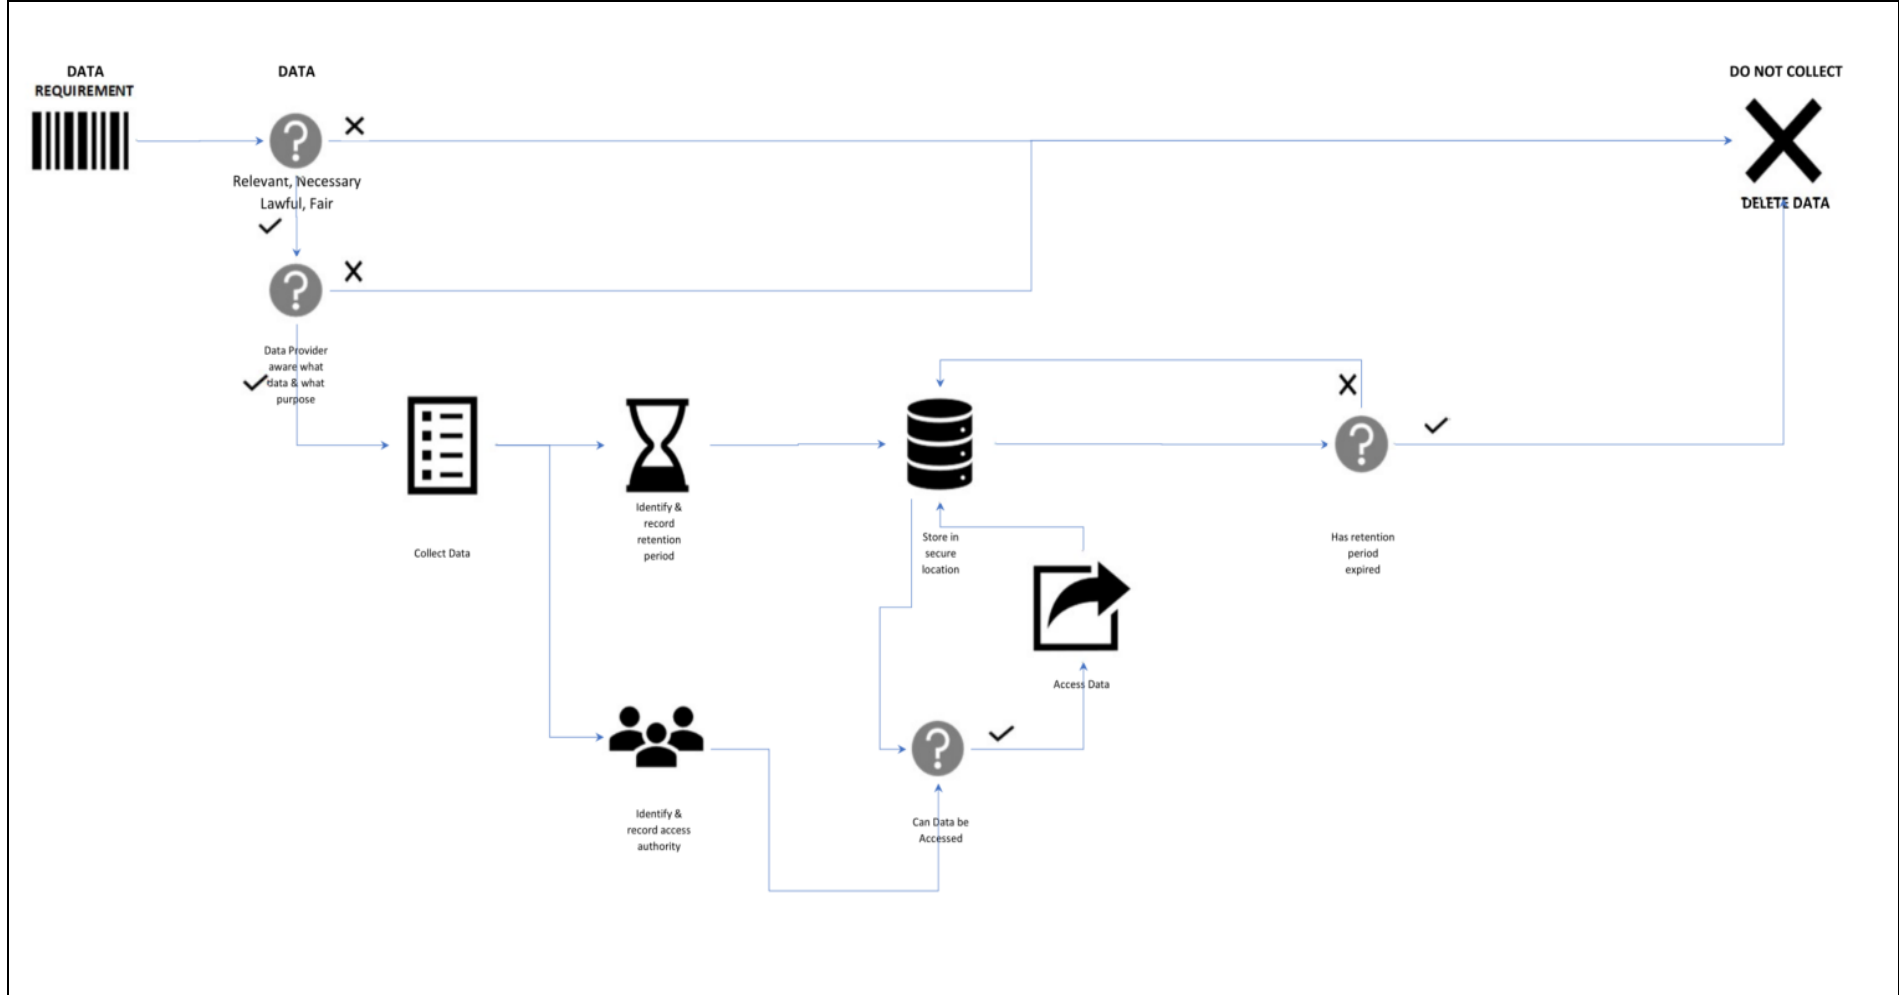 DATA
REQUIREMENT
DATA
DO NOT COLLECT
Relevant, Necessary
Lawful, Fair
DELETE DATA
Data Provider
aware what
data & what
purpose
Collect Data
Identify &
record
retention
period
Store in
secure
location
Has retention
period
expired
Access Data
Identify &
record access
authority
Can Data be
Accessed